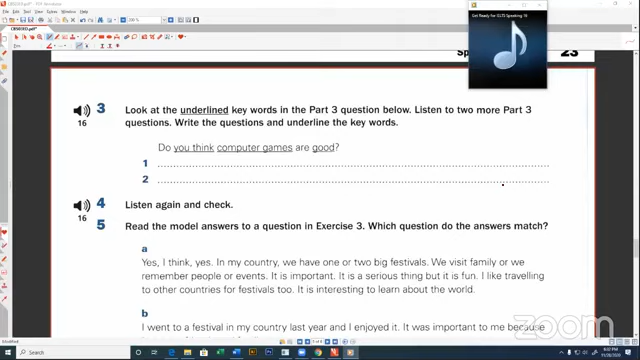 CB503ED.pdf*
Get Ready for IELTS Speaking 16
Sp
23
16
3 Look at the underlined key words in the Part 3 question below. Listen to two more Part 3
questions. Write the questions and underline the key words.
Do you think computer games are good?
1
2
16
4 Listen again and check.
5 Read the model answers to a question in Exercise 3. Which question do the answers match?
a
Yes, I think, yes. In my country, we have one or two big festivals. We visit family or we
remember people or events. It is important. It is a serious thing but it is fun. I like travelling
to other countries for festivals too. It is interesting to learn about the world.
b
I went to a festival in my country last year and I enjoyed it. It was important to me because
zoom
Modified
Search